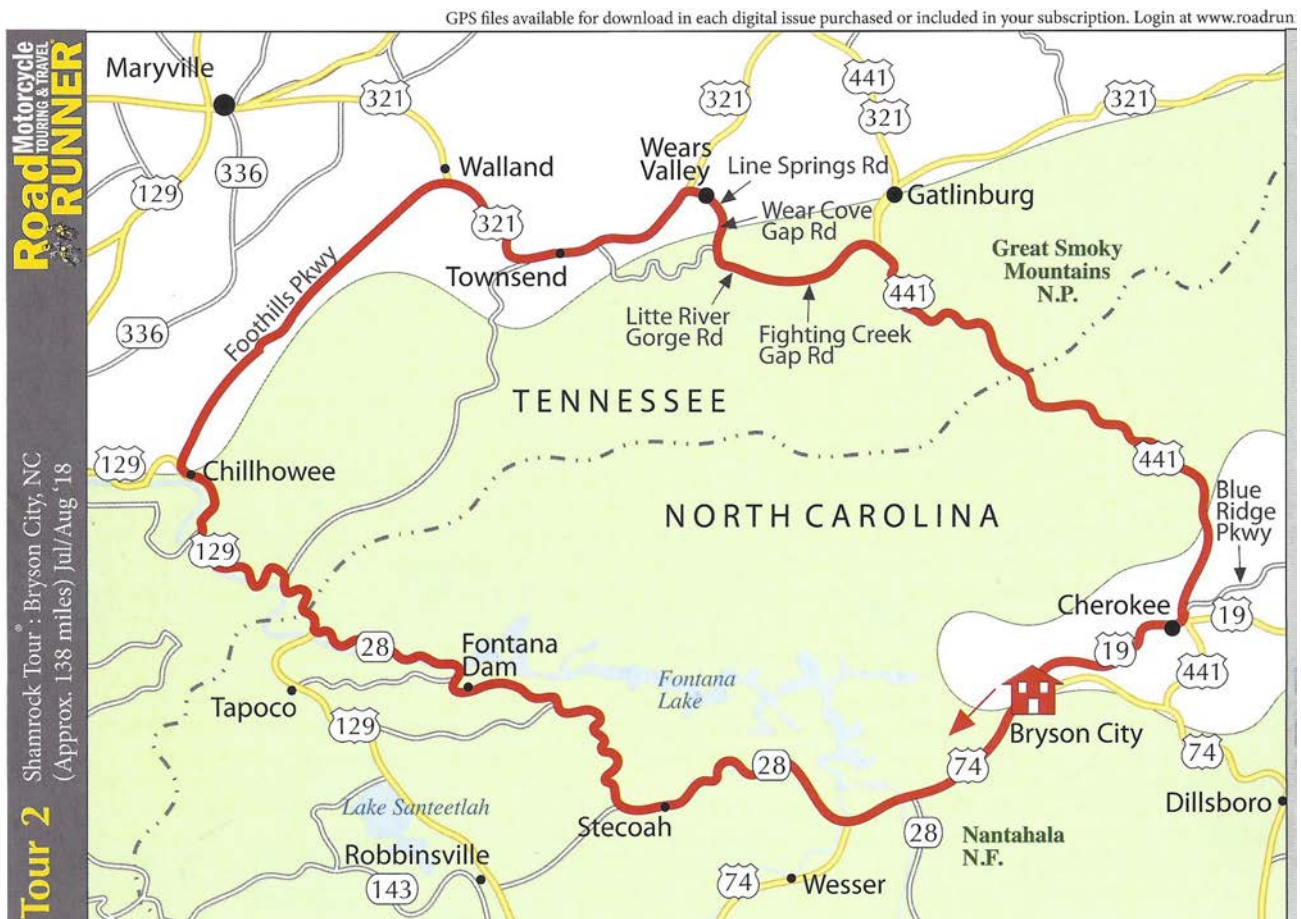 GPS files available for download in each digital issue purchased or included in your subscription. Login at www.roadrun
Road Motorcycle
TOURING & TRAVEL
RUNNER
Tour 2
Shamrock Tour®: Bryson City, NC
(Approx. 138 miles) Jul/Aug '18
Maryville
321
441
321
321
321
336
129
Walland
Wears
Valley
Line Springs Rd
Wear Cove
Gap Rd
Gatlinburg
321
Townsend
Foothills Pkwy
336
Great Smoky
Mountains
N.P.
441
Litte River
Gorge Rd
Fighting Creek
Gap Rd
TENNESSEE
129
Chillhowee
441
Blue
Ridge
Pkwy
NORTH CAROLINA
129
Cherokee
19
19
28
Fontana
Dam
441
Fontana
Lake
Tapoco
129
Bryson City
74
28
74
Dillsboro
Lake Santeetlah
Stecoah
28
Nantahala
N.F.
Robbinsville
143
74
Wesser